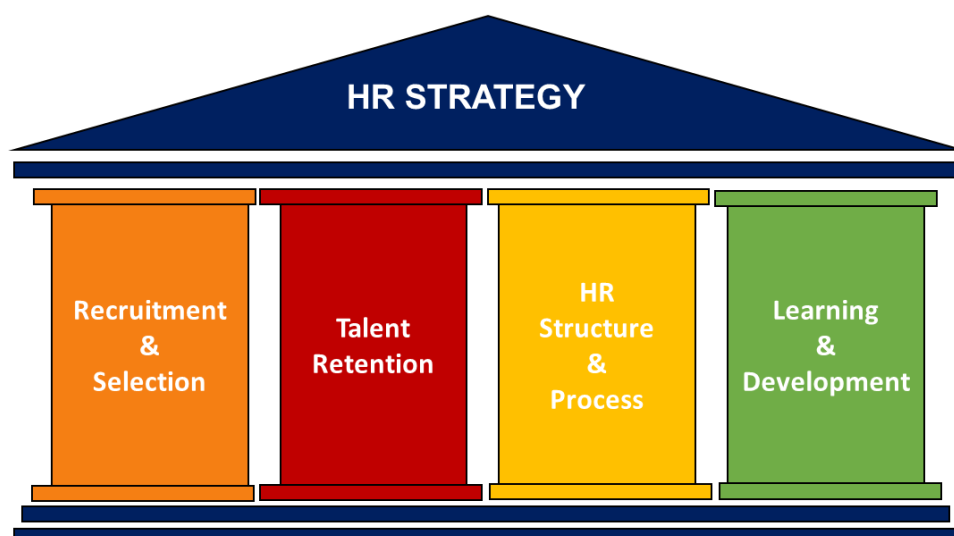 HR STRATEGY
Recruitment
&
Selection
Talent
Retention
HR
Structure
&
Process
Learning
&
Development